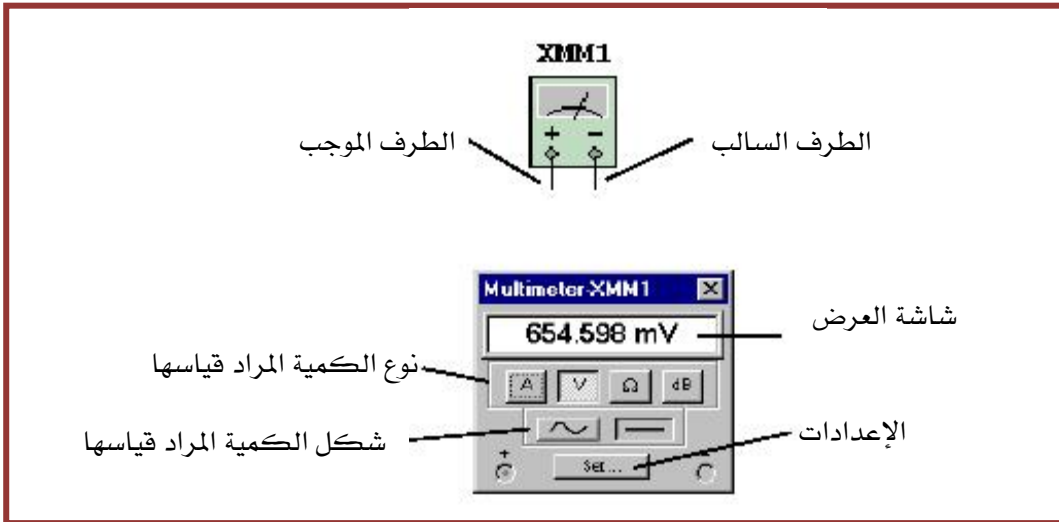 XMM1
+ −
الطرف الموجب
الطرف السالب
Multimeter-XMM1
654.598 mV
شاشة العرض
نوع الكمية المراد قياسها
A V Ω dB
شكل الكمية المراد قياسها
الإعدادات
+ Set... −